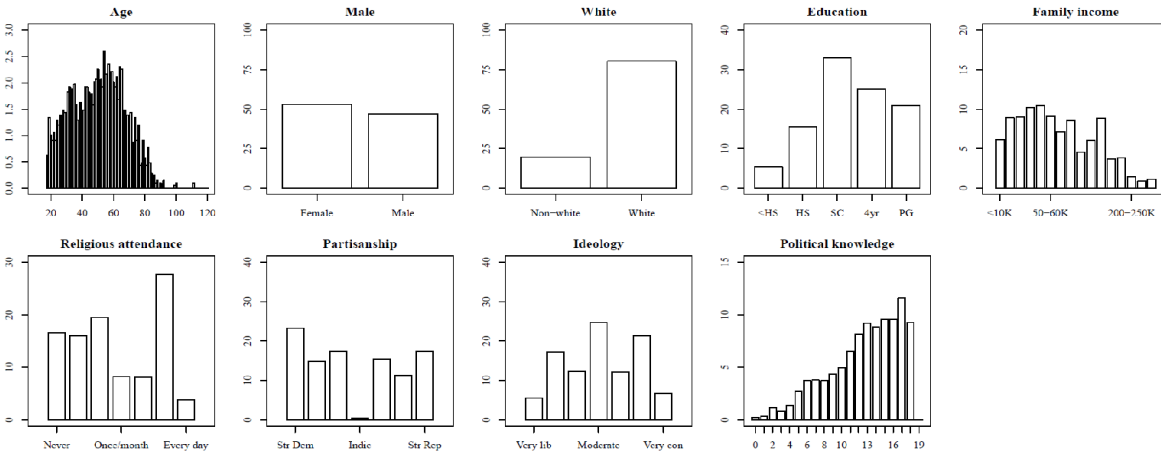 Age
0.0 0.5 1.0 1.5 2.0 2.5 3.0
20 40 60 80 100 120
Male
0 25 50 75 100
Female Male
White
0 25 50 75 100
Non−white White
Education
0 10 20 30 40
<HS HS SC 4yr PG
Family income
0 5 10 15 20
<10K 50−60K 200−250K
Religious attendance
0 10 20 30
Never Once/month Every day
Partisanship
0 10 20 30 40
Str Dem Indie Str Rep
Ideology
0 10 20 30 40
Very lib Moderate Very con
Political knowledge
0 5 10 15
0 2 4 6 8 10 13 16 19